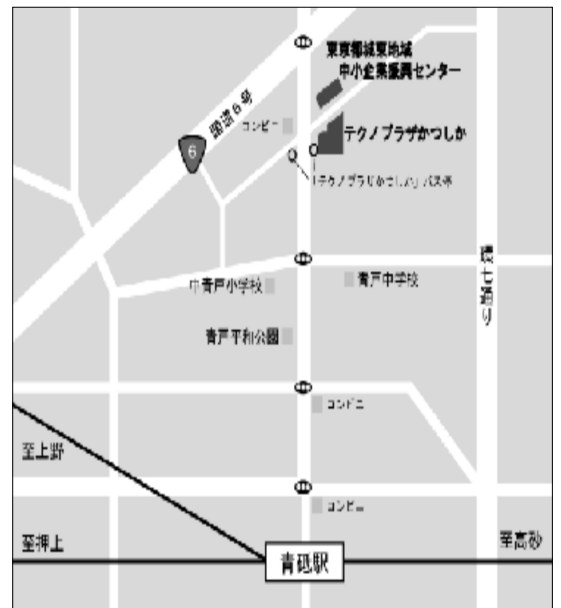 東京都城東地域
中小企業振興センター
国道6号
コンビニ
6
テクノプラザかつしか
「テクノプラザかつしか」バス停
中青戸小学校
青戸中学校
環七通り
青戸平和公園
コンビニ
至上野
コンビニ
至押上
至高砂
青砥駅